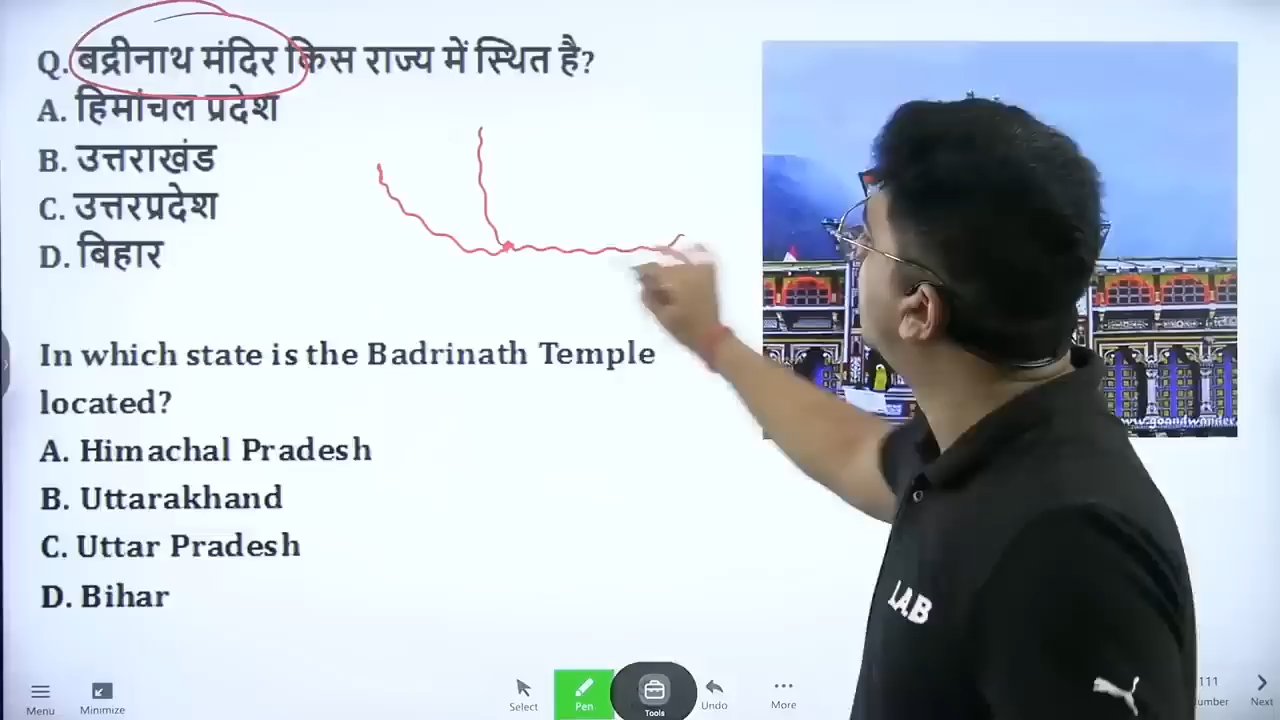 Q. बद्रीनाथ मंदिर किस राज्य में स्थित है?
A. हिमांचल प्रदेश
B. उत्तराखंड
C. उत्तरप्रदेश
D. बिहार
In which state is the Badrinath Temple
located?
A. Himachal Pradesh
B. Uttarakhand
C. Uttar Pradesh
D. Bihar
LAB
Menu
Minimize
Select
Pen
Tools
Undo
More
111
Next